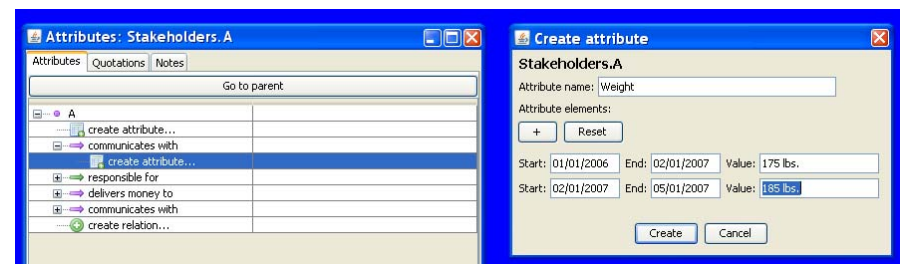 Attributes: Stakeholders.A
Attributes Quotations Notes
Go to parent
A
create attribute...
communicates with
create attribute...
responsible for
delivers money to
communicates with
create relation...
Create attribute
Stakeholders.A
Attribute name: Weight
Attribute elements:
+ Reset
Start: 01/01/2006 End: 02/01/2007 Value: 175 lbs.
Start: 02/01/2007 End: 05/01/2007 Value: 185 lbs.
Create Cancel